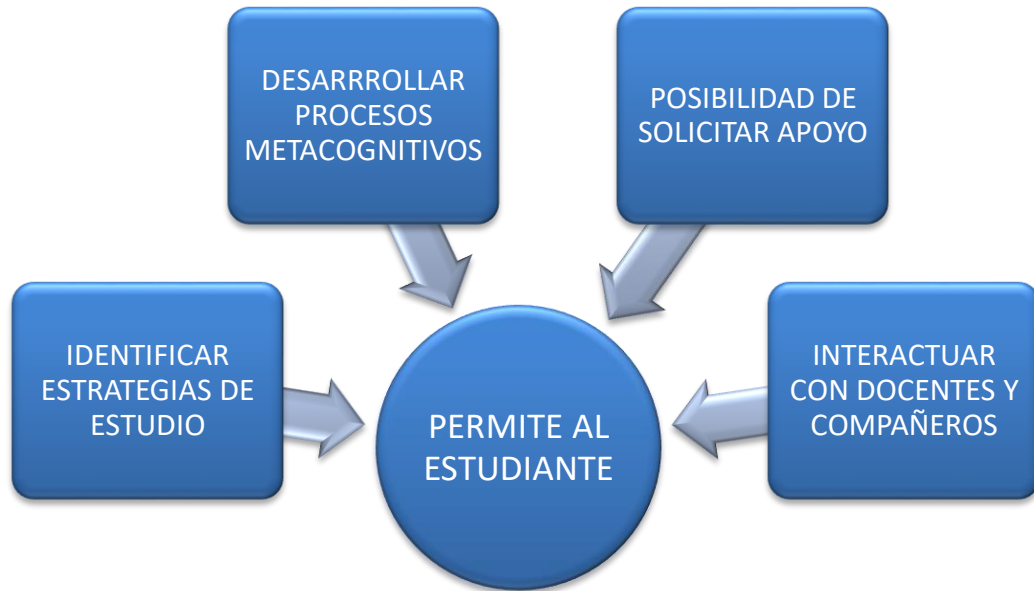 DESARRROLLAR
PROCESOS
METACOGNITIVOS
POSIBILIDAD DE
SOLICITAR APOYO
IDENTIFICAR
ESTRATEGIAS DE
ESTUDIO
INTERACTUAR
CON DOCENTES Y
COMPAÑEROS
PERMITE AL
ESTUDIANTE